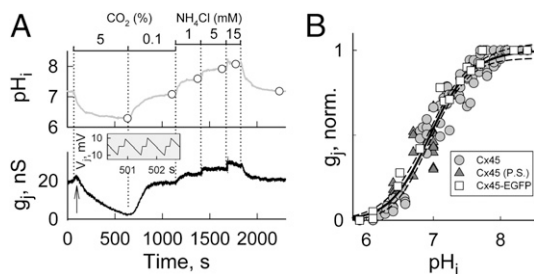 A
CO₂ (%)
NH₄Cl (mM)
5
0.1
1
5
15
pHᵢ
8
7
6
Vⱼ, mV
10
-10
501
502 s
gⱼ, nS
40
20
0
0
500
1000
1500
2000
Time, s
B
gⱼ, norm.
1
0.5
0
Cx45
Cx45 (P.S.)
Cx45-EGFP
6
7
8
pHᵢ